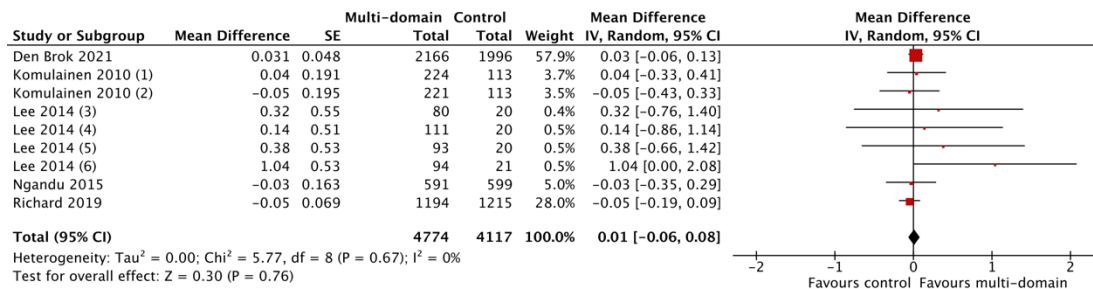 Multi-domain Control Mean Difference Mean Difference
Study or Subgroup Mean Difference SE Total Total Weight IV, Random, 95% CI IV, Random, 95% CI
Den Brok 2021 0.031 0.048 2166 1996 57.9% 0.03 [-0.06, 0.13]
Komulainen 2010 (1) 0.04 0.191 224 113 3.7% 0.04 [-0.33, 0.41]
Komulainen 2010 (2) -0.05 0.195 221 113 3.5% -0.05 [-0.43, 0.33]
Lee 2014 (3) 0.32 0.55 80 20 0.4% 0.32 [-0.76, 1.40]
Lee 2014 (4) 0.14 0.51 111 20 0.5% 0.14 [-0.86, 1.14]
Lee 2014 (5) 0.38 0.53 93 20 0.5% 0.38 [-0.66, 1.42]
Lee 2014 (6) 1.04 0.53 94 21 0.5% 1.04 [0.00, 2.08]
Ngandu 2015 -0.03 0.163 591 599 5.0% -0.03 [-0.35, 0.29]
Richard 2019 -0.05 0.069 1194 1215 28.0% -0.05 [-0.19, 0.09]
Total (95% CI) 4774 4117 100.0% 0.01 [-0.06, 0.08]
Heterogeneity: Tau² = 0.00; Chi² = 5.77, df = 8 (P = 0.67); I² = 0%
Test for overall effect: Z = 0.30 (P = 0.76)
-2 -1 0 1 2
Favours control Favours multi-domain